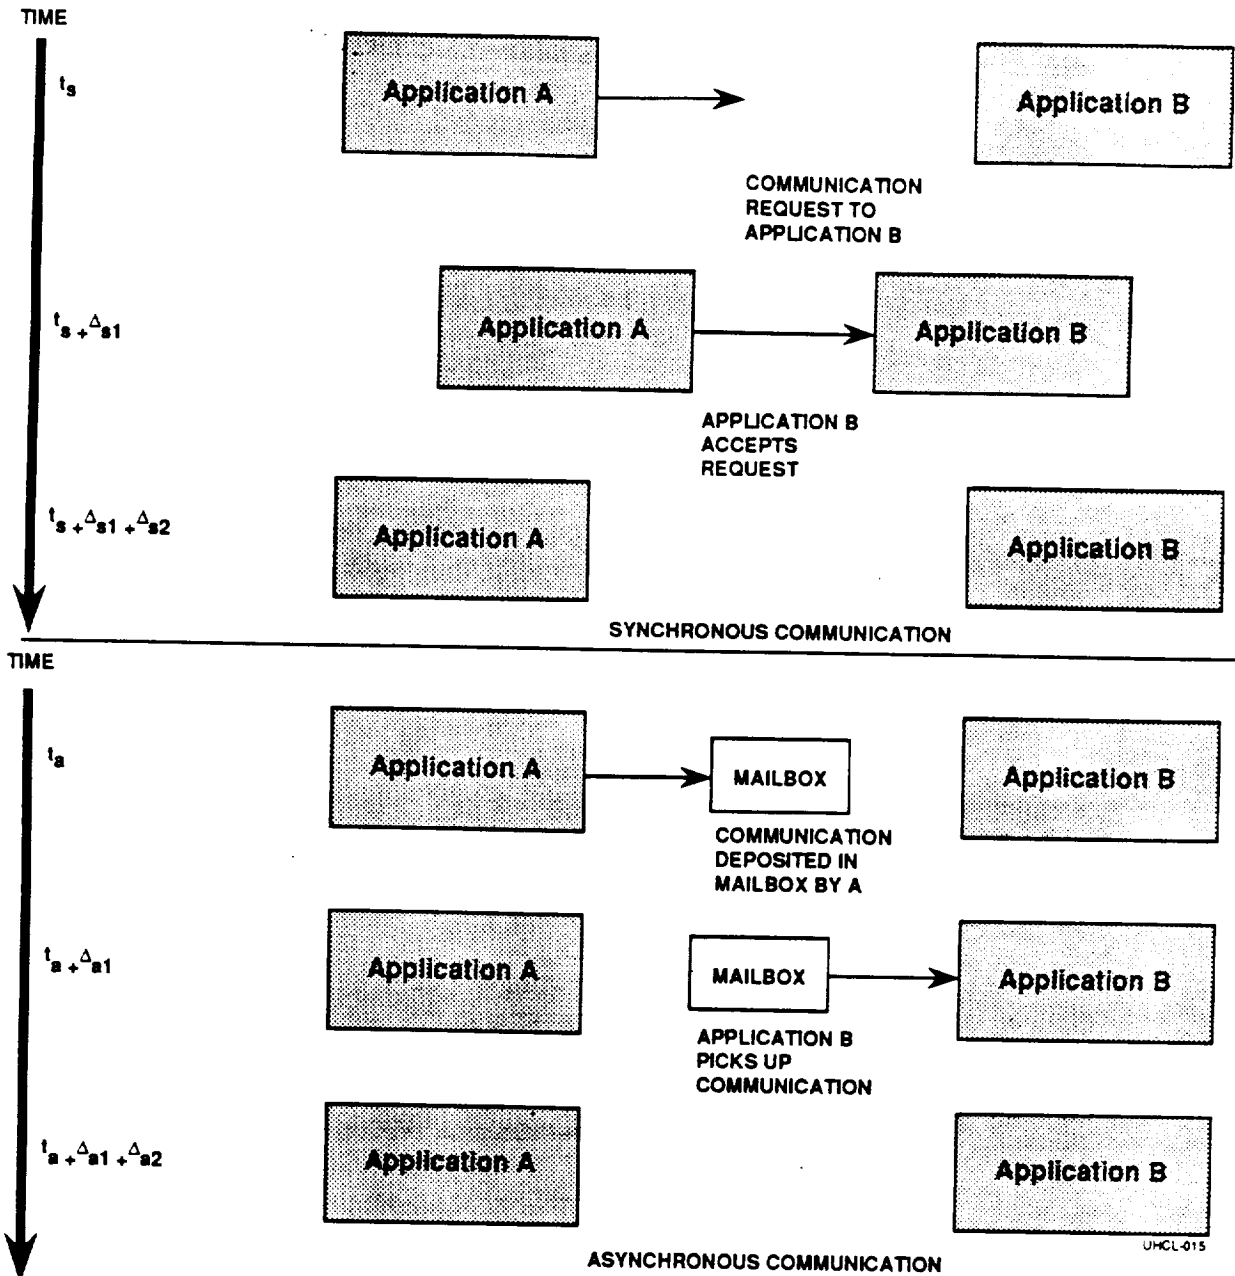 TIME
ts
Application A
Application B
COMMUNICATION
REQUEST TO
APPLICATION B
ts + Δs1
Application A
Application B
APPLICATION B
ACCEPTS
REQUEST
ts + Δs1 + Δs2
Application A
Application B
SYNCHRONOUS COMMUNICATION
TIME
ta
Application A
MAILBOX
Application B
COMMUNICATION
DEPOSITED IN
MAILBOX BY A
ta + Δa1
Application A
MAILBOX
Application B
APPLICATION B
PICKS UP
COMMUNICATION
ta + Δa1 + Δa2
Application A
Application B
UHCL-015
ASYNCHRONOUS COMMUNICATION